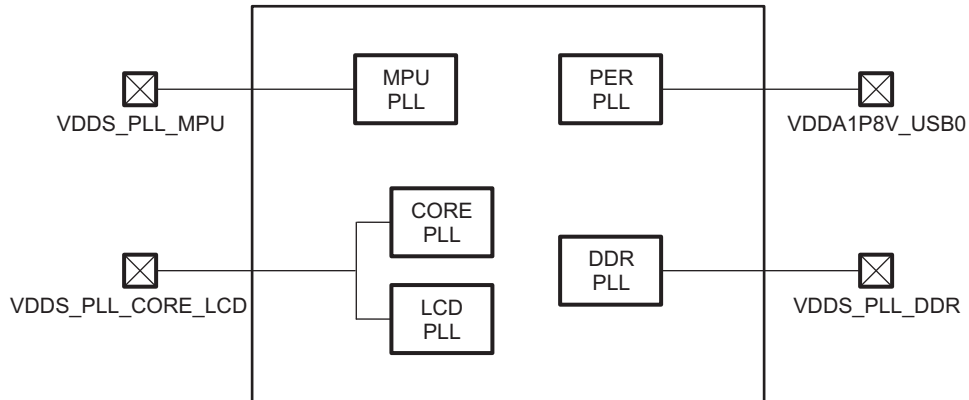 MPU
PLL
PER
PLL
VDDS_PLL_MPU
VDDA1P8V_USB0
CORE
PLL
DDR
PLL
VDDS_PLL_CORE_LCD
LCD
PLL
VDDS_PLL_DDR